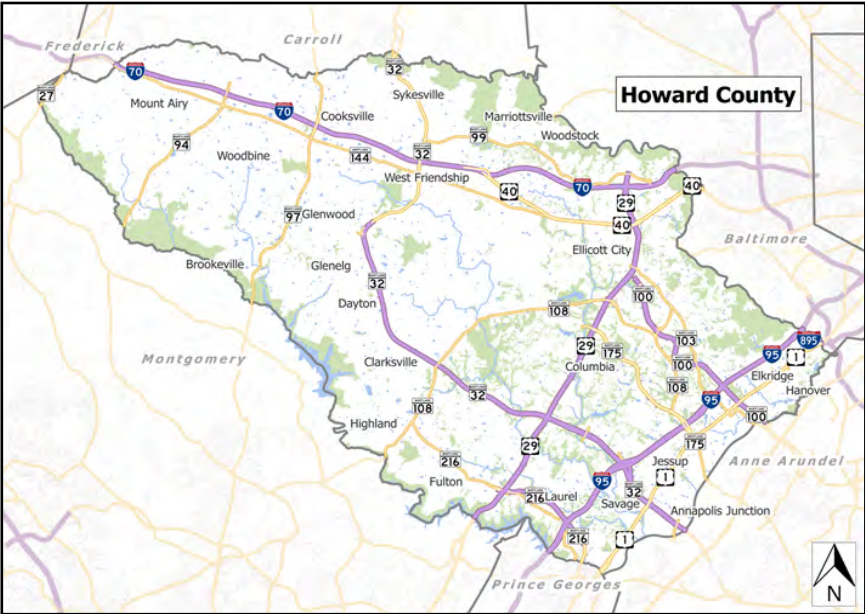 Frederick
Carroll
Howard County
70
32
27
Mount Airy
Sykesville
70
Cooksville
Marriottsville
99
Woodstock
94
Woodbine
144
32
West Friendship
40
70
40
29
97
Glenwood
40
Baltimore
Brookeville
Glenelg
Ellicott City
32
Dayton
100
108
Montgomery
29
175
103
95
895
1
Clarksville
Columbia
100
Elkridge
108
Hanover
32
95
108
100
Highland
29
175
216
Jessup
Anne Arundel
Fulton
95
1
32
216
Laurel
Savage
Annapolis Junction
216
1
Prince Georges
N